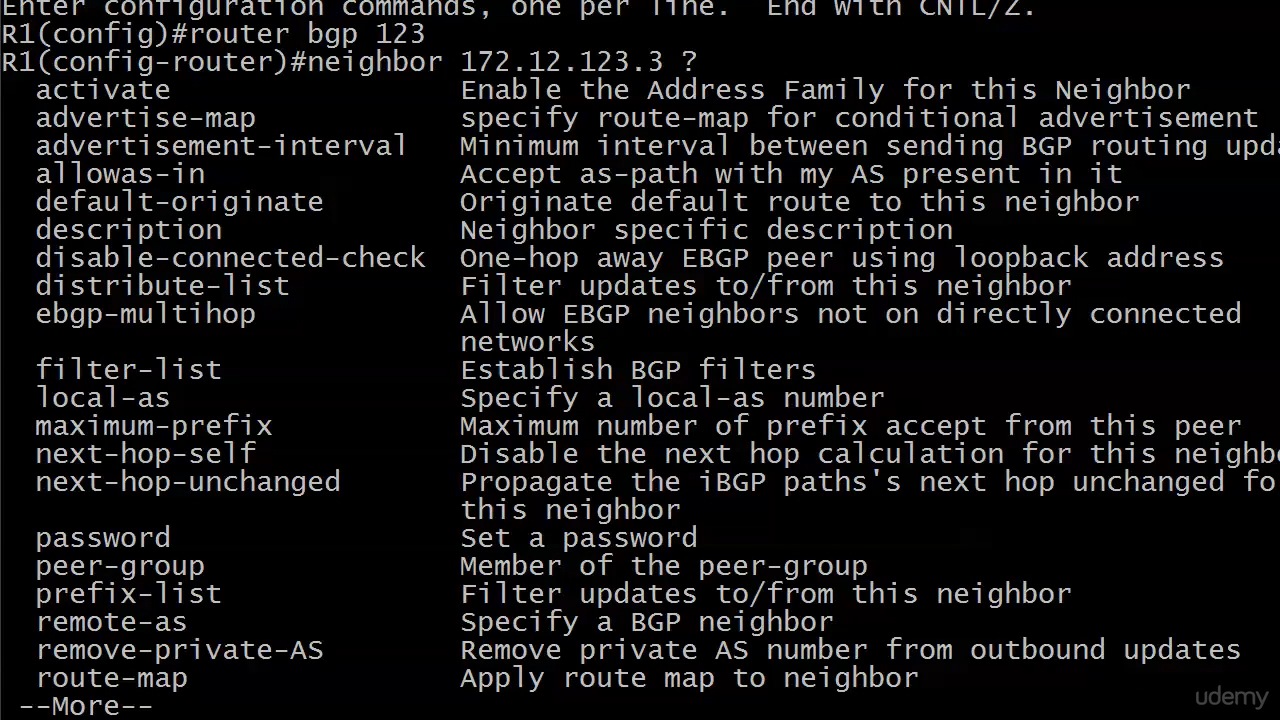 Enter configuration commands, one per line.  End with CNTL/Z.
R1(config)#router bgp 123
R1(config-router)#neighbor 172.12.123.3 ?
activate Enable the Address Family for this Neighbor
advertise-map specify route-map for conditional advertisement
advertisement-interval Minimum interval between sending BGP routing upda
allowas-in Accept as-path with my AS present in it
default-originate Originate default route to this neighbor
description Neighbor specific description
disable-connected-check One-hop away EBGP peer using loopback address
distribute-list Filter updates to/from this neighbor
ebgp-multihop Allow EBGP neighbors not on directly connected
networks
filter-list Establish BGP filters
local-as Specify a local-as number
maximum-prefix Maximum number of prefix accept from this peer
next-hop-self Disable the next hop calculation for this neighbo
next-hop-unchanged Propagate the iBGP paths's next hop unchanged fo
this neighbor
password Set a password
peer-group Member of the peer-group
prefix-list Filter updates to/from this neighbor
remote-as Specify a BGP neighbor
remove-private-AS Remove private AS number from outbound updates
route-map Apply route map to neighbor
--More--
udemy